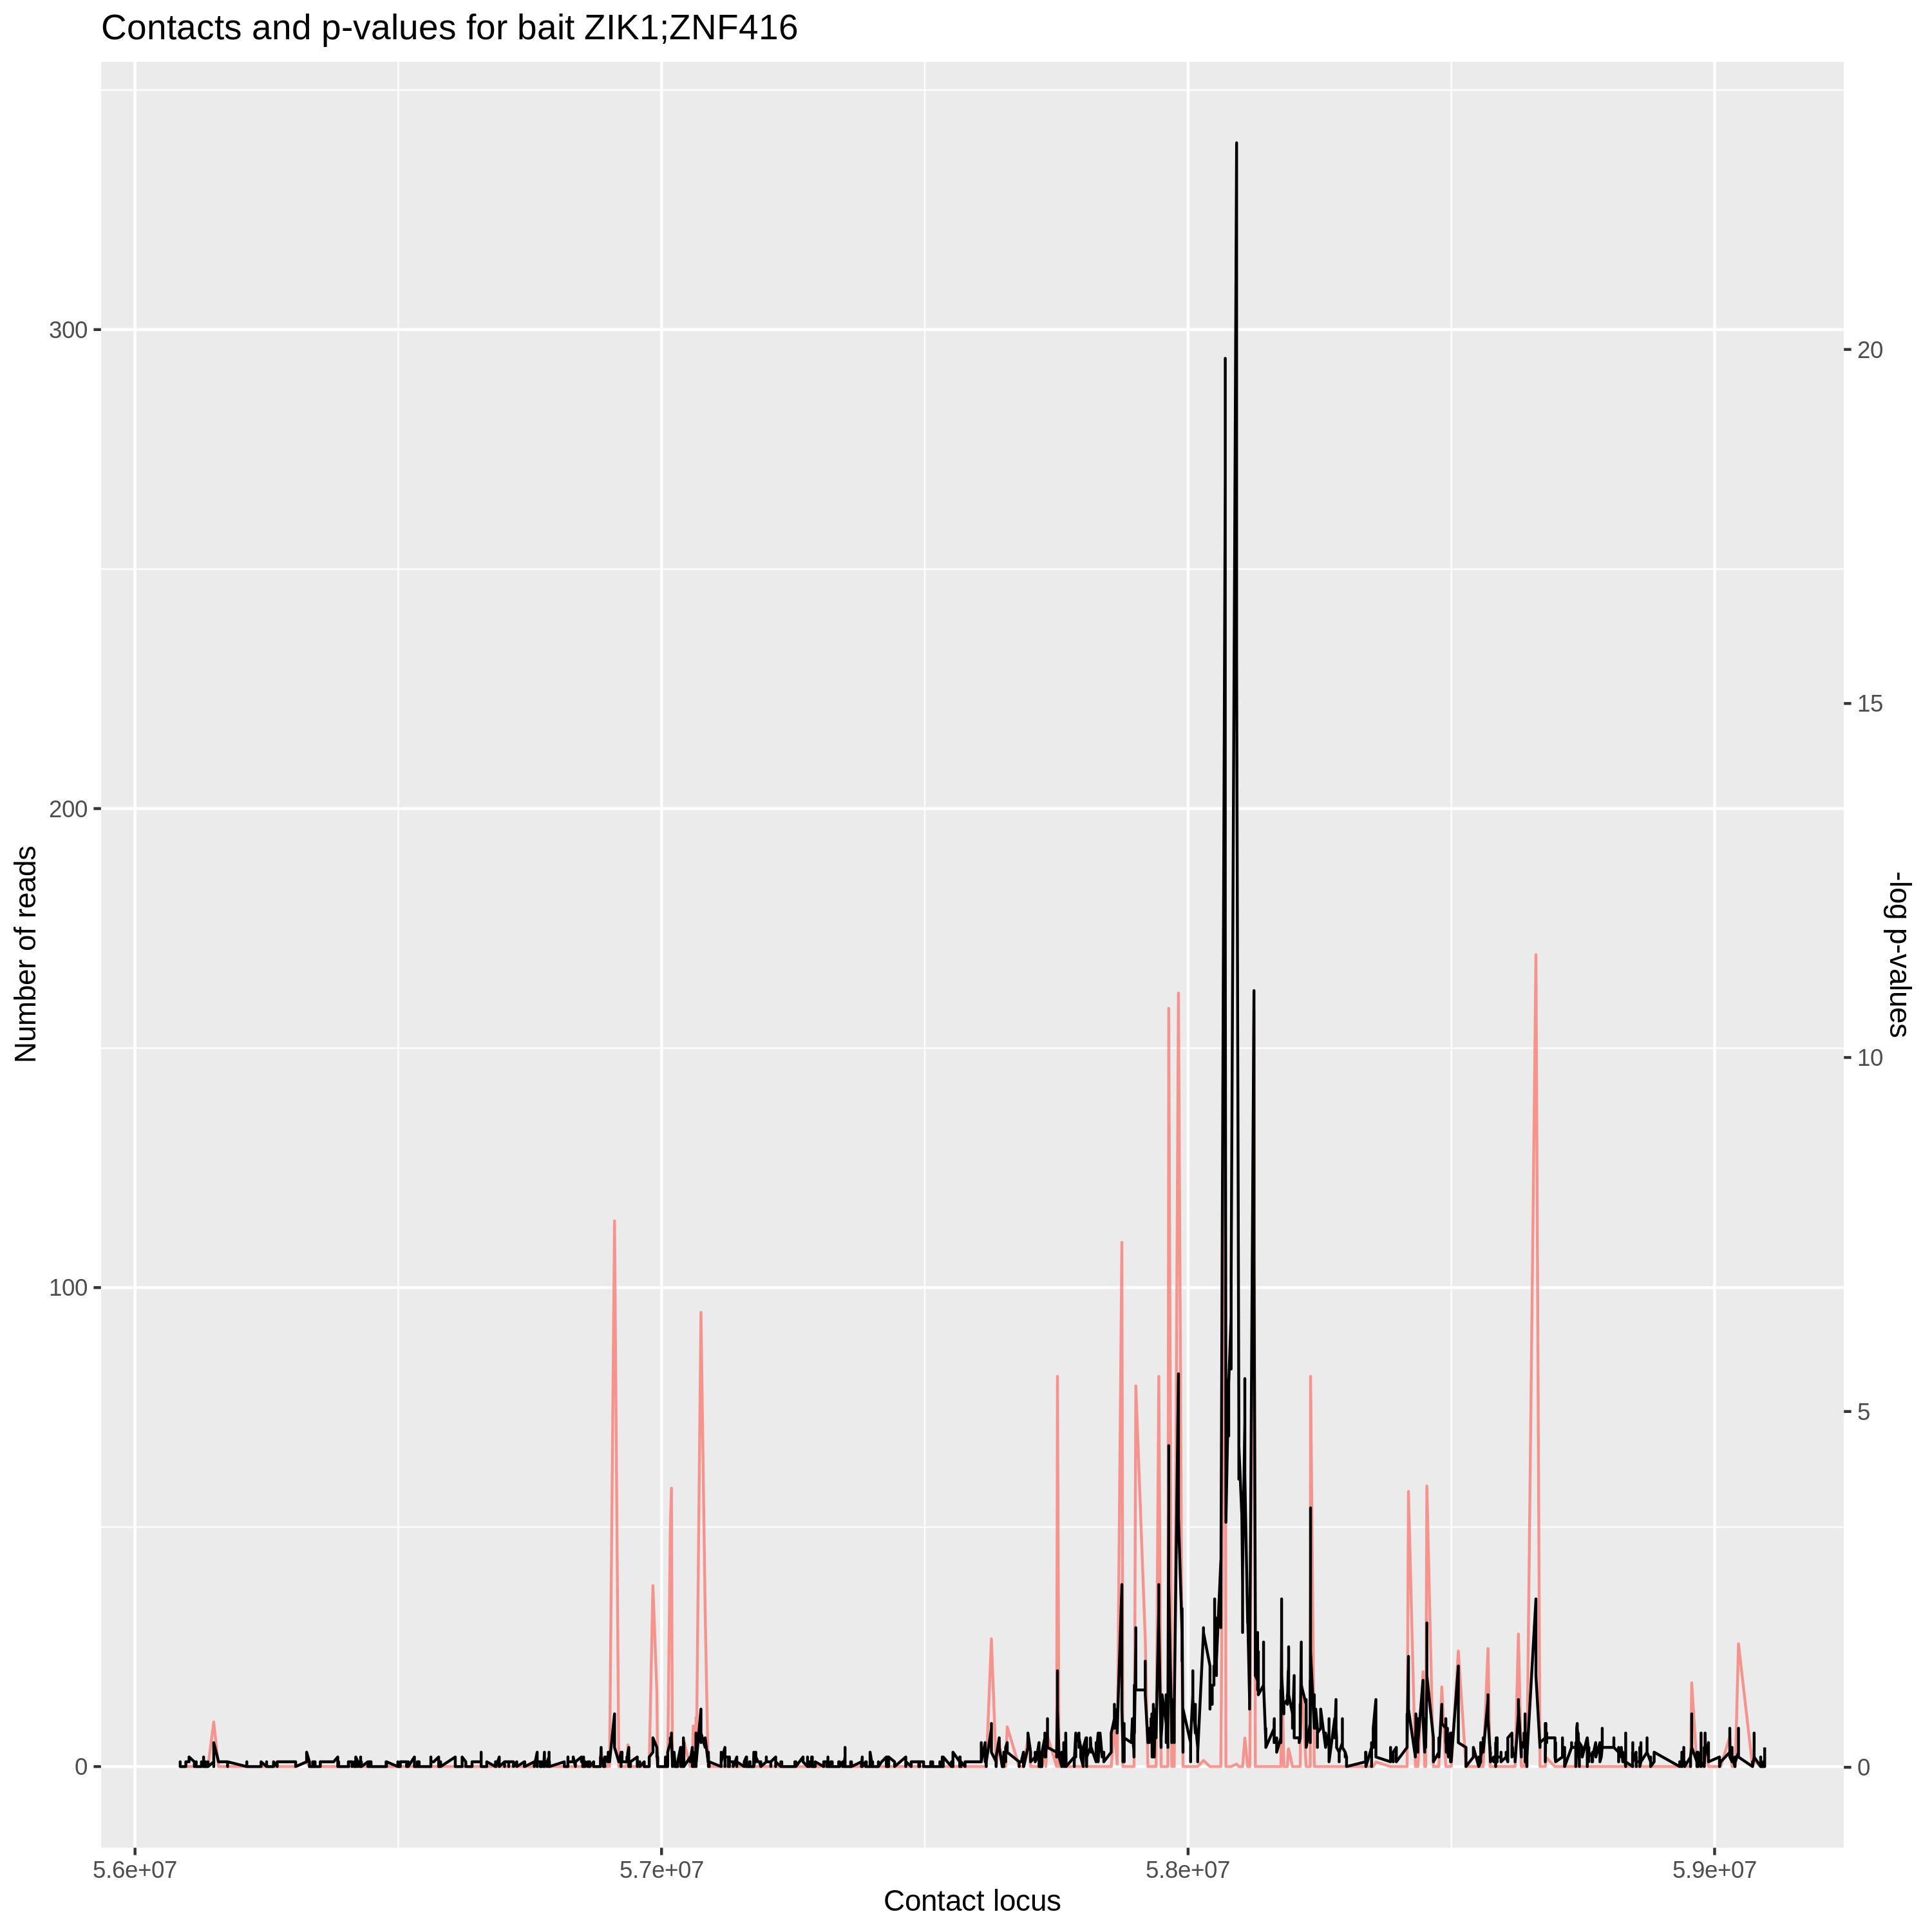 Contacts and p-values for bait ZIK1;ZNF416
300
200
100
0
Number of reads
20
15
10
5
0
-log p-values
5.6e+07
5.7e+07
5.8e+07
5.9e+07
Contact locus